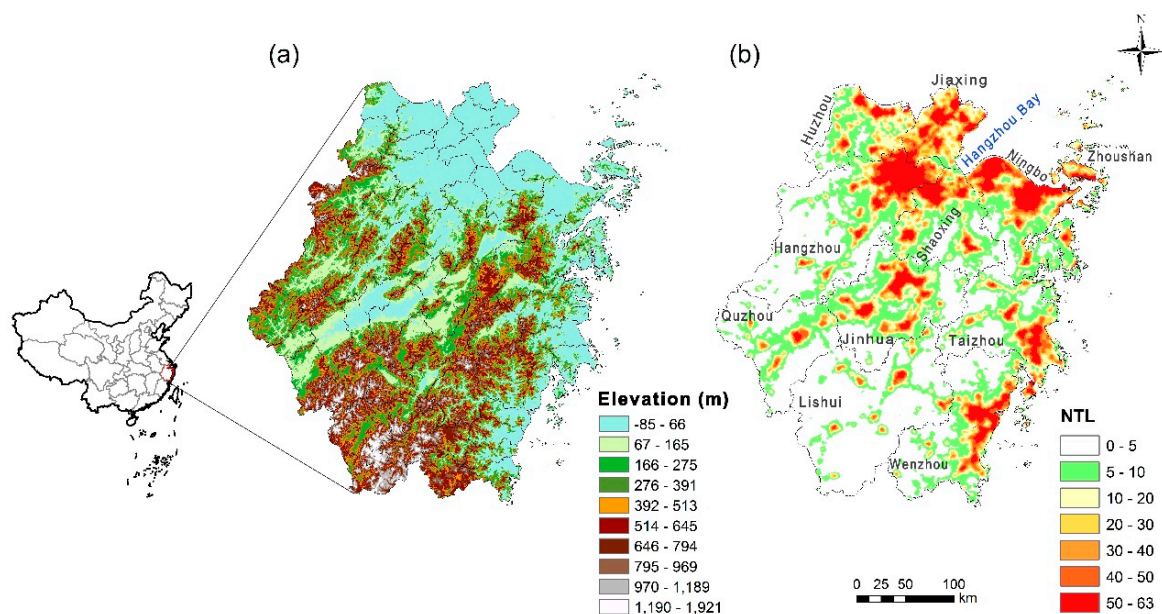 (a)
(b)
N
Jiaxing
Huzhou
Hangzhou Bay
Ningbo
Zhoushan
Shaoxing
Hangzhou
Quzhou
Jinhua
Taizhou
Lishui
Wenzhou
Elevation (m)
-85 - 66
67 - 165
166 - 275
276 - 391
392 - 513
514 - 645
646 - 794
795 - 969
970 - 1,189
1,190 - 1,921
NTL
0 - 5
5 - 10
10 - 20
20 - 30
30 - 40
40 - 50
50 - 63
0 25 50 100
km